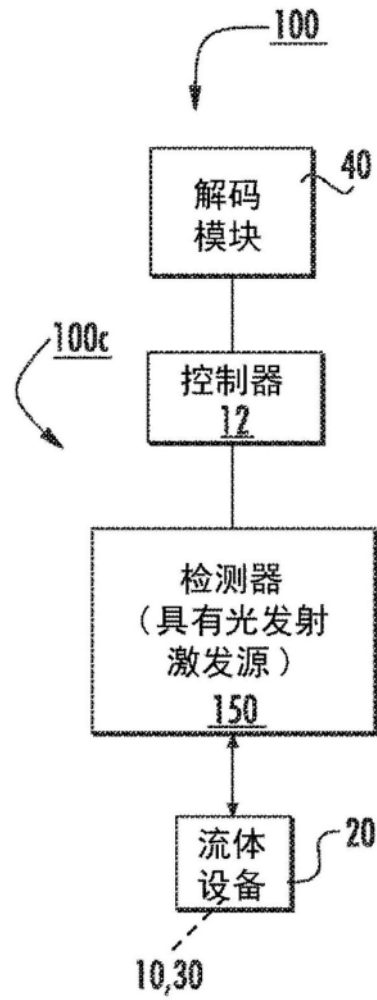 100
40
解码
模块
100c
控制器
12
检测器
（具有光发射
激发源）
150
流体
设备
20
10,30